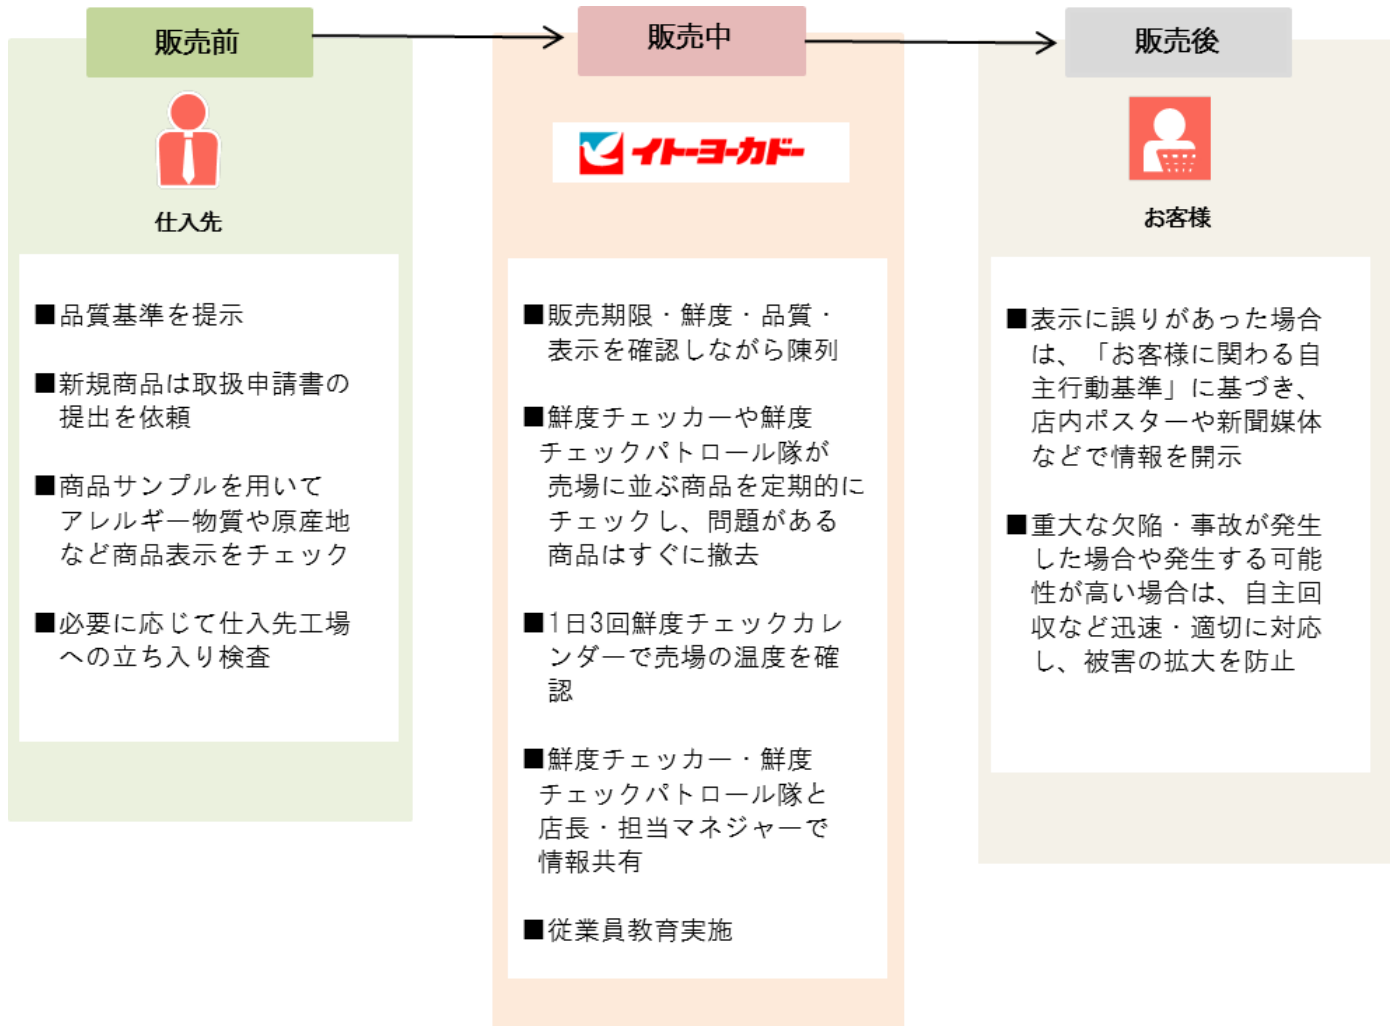 販売前
仕入先
■品質基準を提示
■新規商品は取扱申請書の
提出を依頼
■商品サンプルを用いて
アレルギー物質や原産地
など商品表示をチェック
■必要に応じて仕入先工場
への立ち入り検査
販売中
イトーヨーカドー
■販売期限・鮮度・品質・
表示を確認しながら陳列
■鮮度チェッカーや鮮度
チェックパトロール隊が
売場に並ぶ商品を定期的に
チェックし、問題がある
商品はすぐに撤去
■1日3回鮮度チェックカレ
ンダーで売場の温度を確
認
■鮮度チェッカー・鮮度
チェックパトロール隊と
店長・担当マネジャーで
情報共有
■従業員教育実施
販売後
お客様
■表示に誤りがあった場合
は、「お客様に関わる自
主行動基準」に基づき、
店内ポスターや新聞媒体
などで情報を開示
■重大な欠陥・事故が発生
した場合や発生する可能
性が高い場合は、自主回
収など迅速・適切に対応
し、被害の拡大を防止